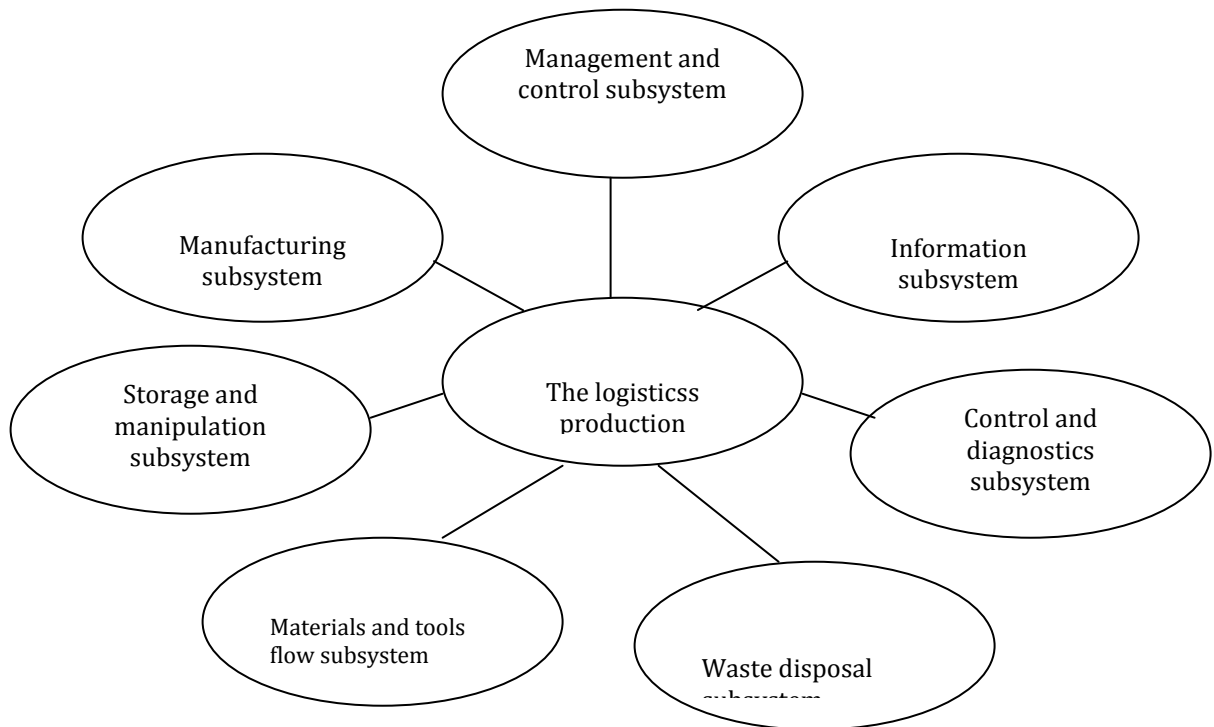 Management and
control subsystem
Manufacturing
subsystem
Information
subsystem
The logisticss
production
Storage and
manipulation
subsystem
Control and
diagnostics
subsystem
Materials and tools
flow subsystem
Waste disposal
subsystem